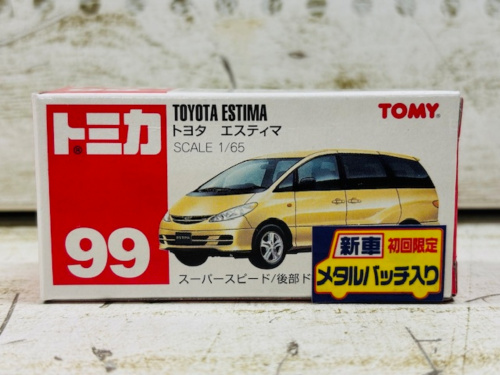 トミカ®
99
TOYOTA ESTIMA
トヨタ エスティマ
SCALE 1/65
TOMY®
スーパースピード/後部ド
新車 初回限定
メタルバッチ入り